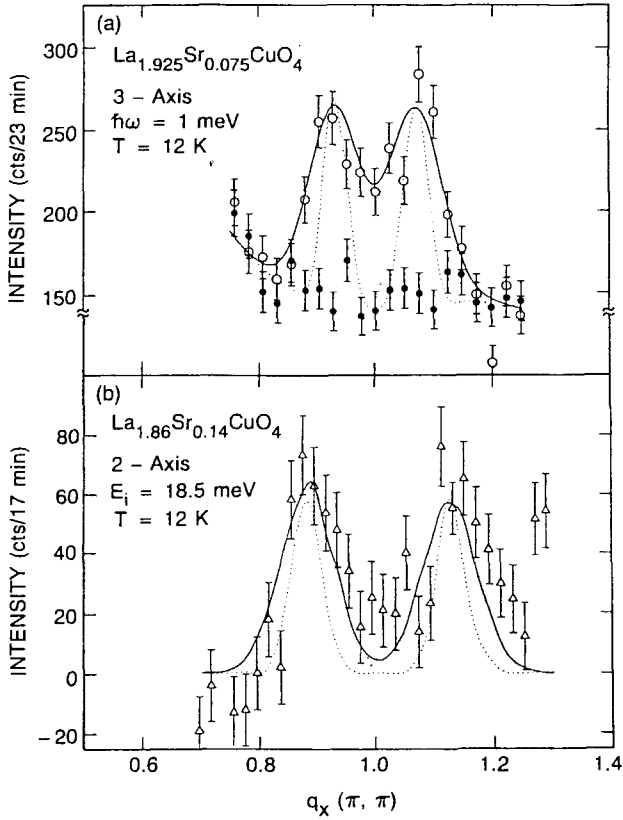 (a)
300
La1.925Sr0.075CuO4
3 - Axis
ħω = 1 meV
T = 12 K
250
200
150
INTENSITY (cts/23 min)
(b)
La1.86Sr0.14CuO4
2 - Axis
Ei = 18.5 meV
T = 12 K
80
60
40
20
0
-20
INTENSITY (cts/17 min)
0.6 0.8 1.0 1.2 1.4
qx (π, π)